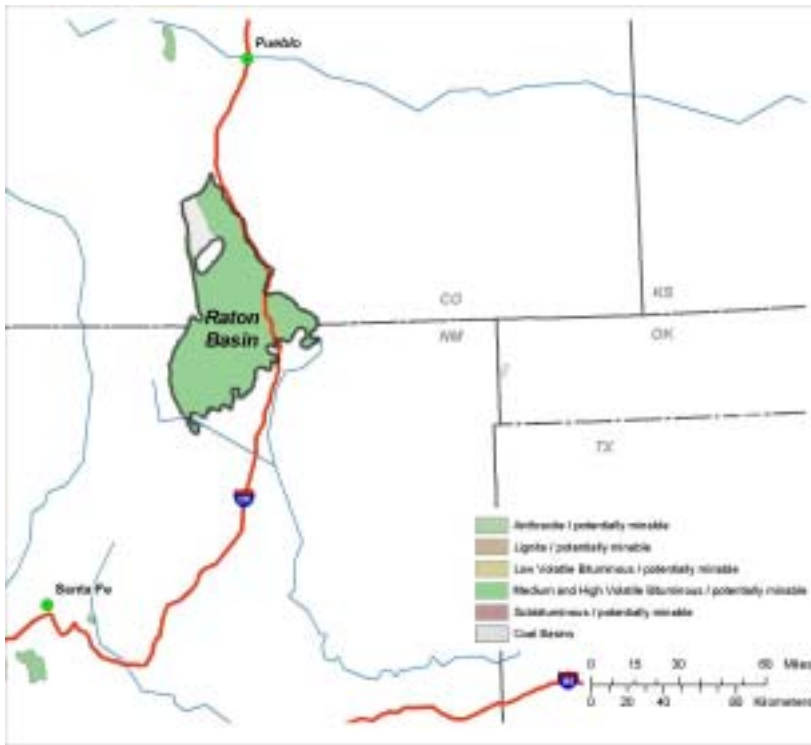 Pueblo
CO
KS
Raton
Basin
NM
OK
TX
Santa Fe
Anthracite / potentially minable
Lignite / potentially minable
Low Volatile Bituminous / potentially minable
Medium and High Volatile Bituminous / potentially minable
Subbituminous / potentially minable
Coal Basins
0 15 30 60 Miles
0 20 40 80 Kilometers